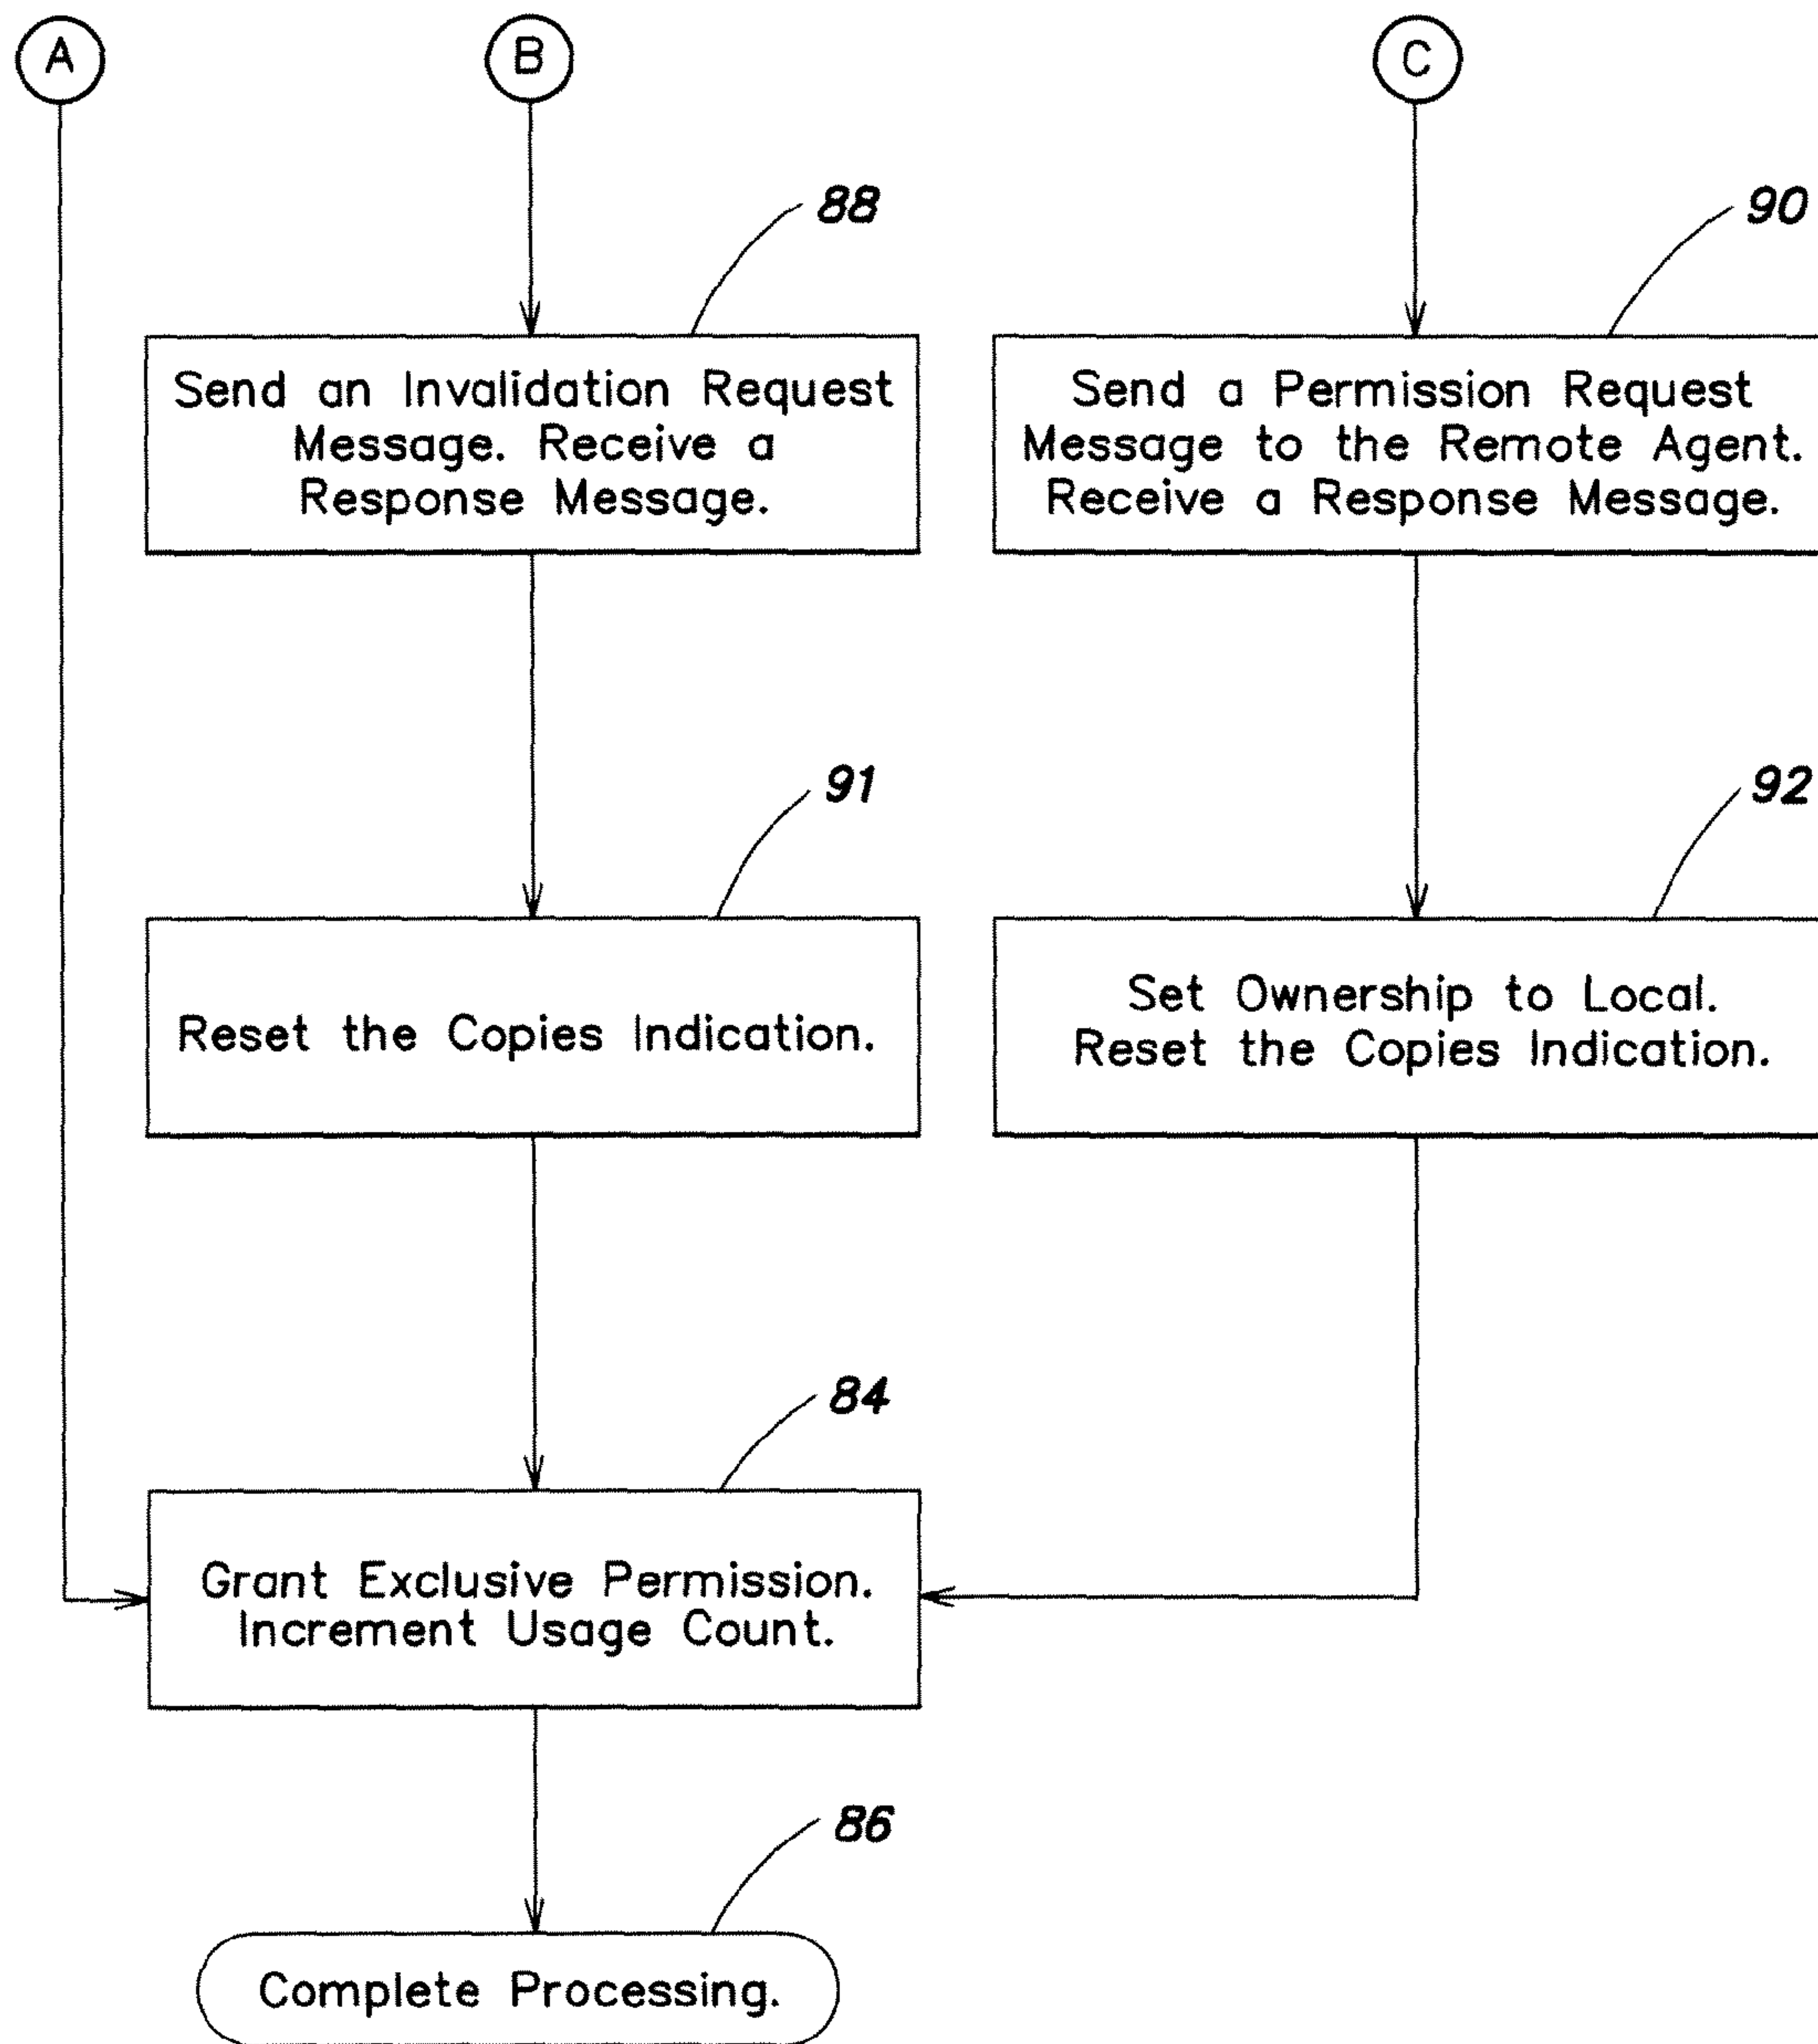 A
B
C
88
90
Send an Invalidation Request
Message. Receive a
Response Message.
Send a Permission Request
Message to the Remote Agent.
Receive a Response Message.
91
92
Reset the Copies Indication.
Set Ownership to Local.
Reset the Copies Indication.
84
Grant Exclusive Permission.
Increment Usage Count.
86
Complete Processing.